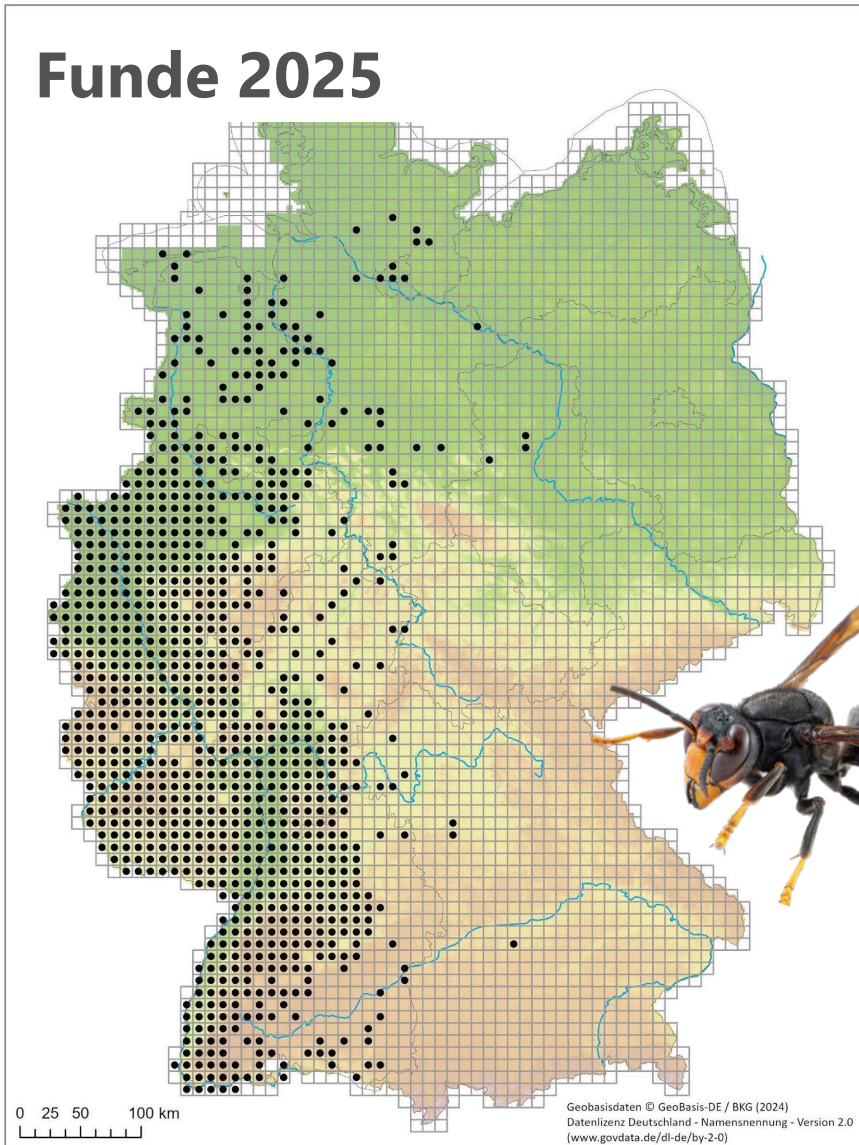 Funde 2025
0 25 50 100 km
Geobasisdaten © GeoBasis-DE / BKG (2024)
Datenlizenz Deutschland - Namensnennung - Version 2.0
(www.govdata.de/dl-de/by-2-0)